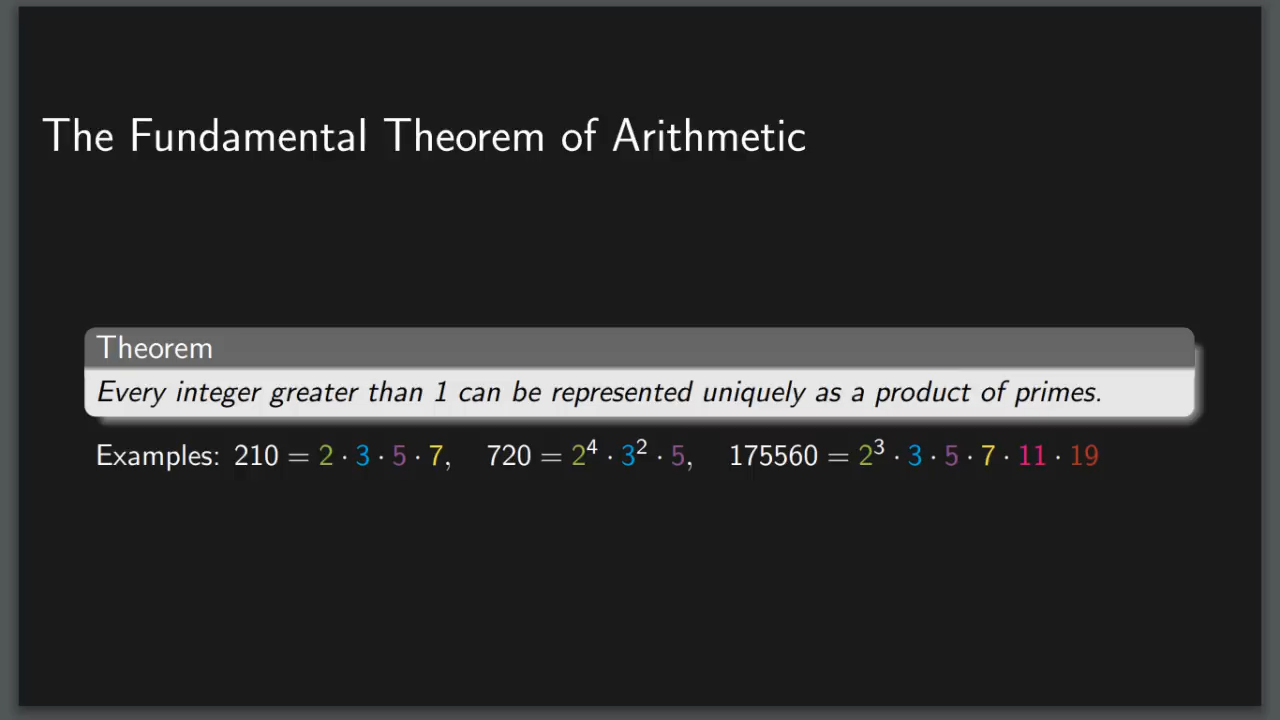 The Fundamental Theorem of Arithmetic
Theorem
Every integer greater than 1 can be represented uniquely as a product of primes.
Examples: 210 = 2 · 3 · 5 · 7, 720 = 2⁴ · 3² · 5, 175560 = 2³ · 3 · 5 · 7 · 11 · 19